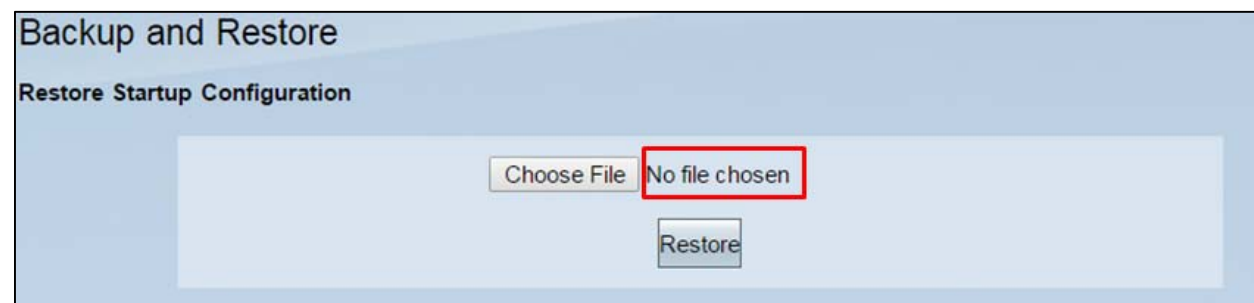 Backup and Restore
Restore Startup Configuration
Choose File No file chosen
Restore